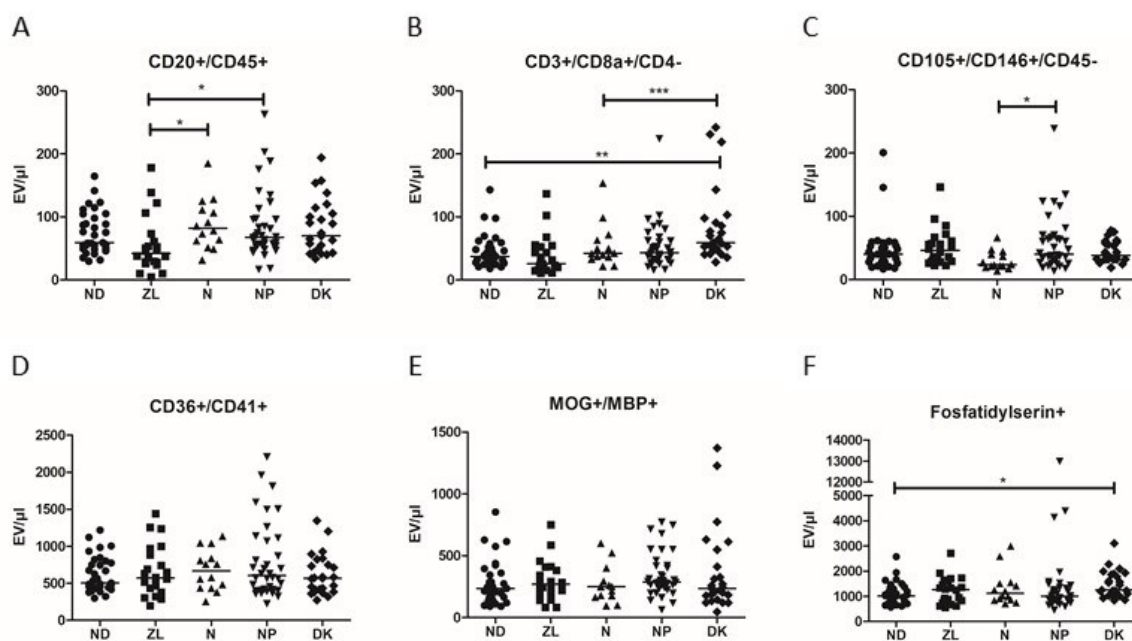 A
CD20+/CD45+
*
*
300
200
100
0
EV/µl
ND ZL N NP DK
B
CD3+/CD8a+/CD4-
***
**
300
200
100
0
EV/µl
ND ZL N NP DK
C
CD105+/CD146+/CD45-
*
300
200
100
0
EV/µl
ND ZL N NP DK
D
CD36+/CD41+
2500
2000
1500
1000
500
0
EV/µl
ND ZL N NP DK
E
MOG+/MBP+
1500
1000
500
0
EV/µl
ND ZL N NP DK
F
Fosfatidylserin+
*
14000
13000
12000
5000
4000
3000
2000
1000
0
EV/µl
ND ZL N NP DK